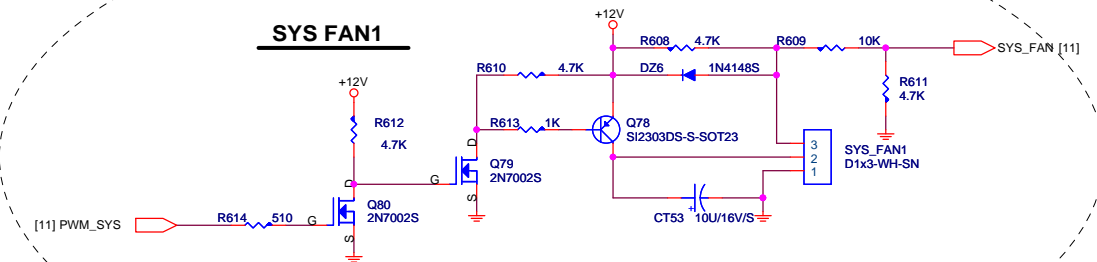 SYS FAN1
+12V
R608 4.7K
R609 10K
SYS_FAN [11]
R610 4.7K
DZ6 1N4148S
R611
4.7K
+12V
R612
4.7K
R613 1K
Q78
SI2303DS-S-SOT23
3
2
1
SYS_FAN1
D1x3-WH-SN
D
G
S
Q79
2N7002S
D
G
S
Q80
2N7002S
CT53 10U/16V/S
+
[11] PWM_SYS
R614 510